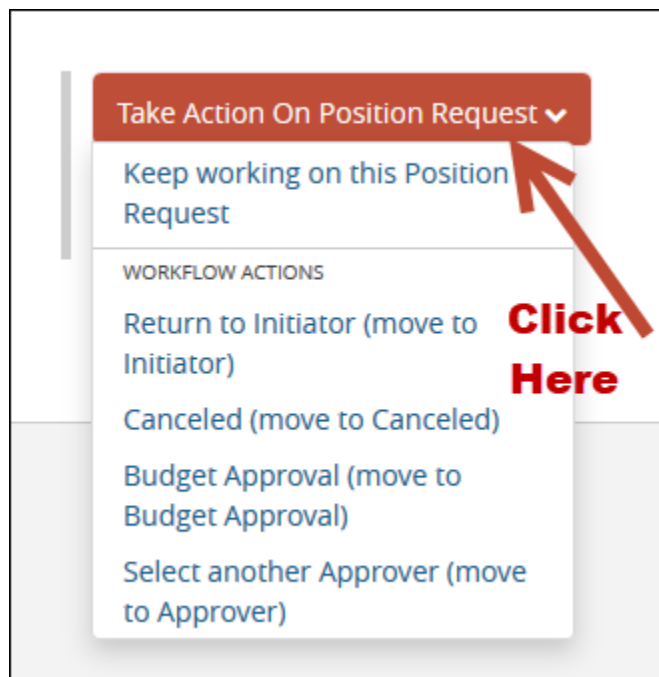 Take Action On Position Request
Keep working on this Position
Request
WORKFLOW ACTIONS
Return to Initiator (move to
Initiator)
Click
Here
Canceled (move to Canceled)
Budget Approval (move to
Budget Approval)
Select another Approver (move
to Approver)